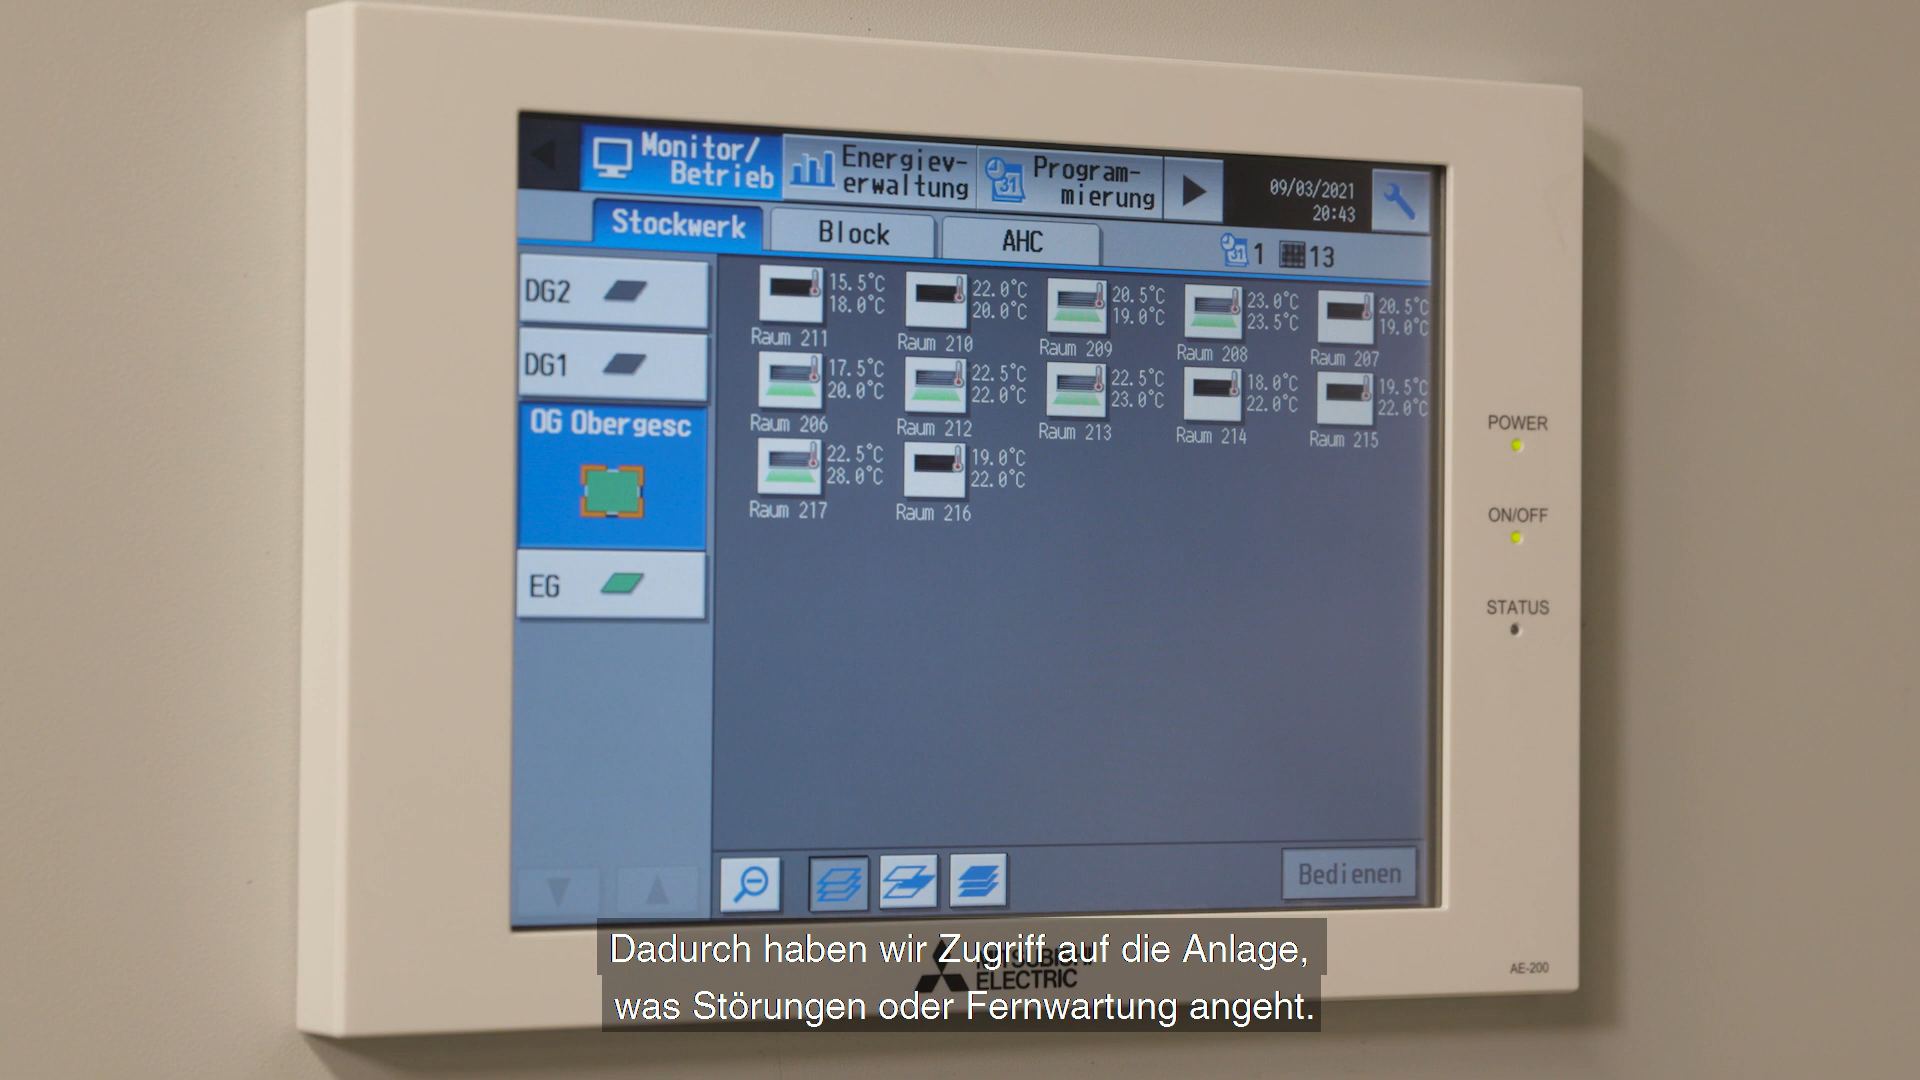 Monitor/
Betrieb
Energiev-
erwaltung
Program-
mierung
31
09/03/2021
20:43
Stockwerk
Block
AHC
31
1
13
DG2
DG1
OG Obergesc
EG
15.5°C
18.0°C
Raum 211
22.0°C
20.0°C
Raum 210
20.5°C
19.0°C
Raum 209
23.0°C
23.5°C
Raum 208
20.5°C
19.0°C
Raum 207
17.5°C
20.0°C
Raum 206
22.5°C
22.0°C
Raum 212
22.5°C
23.0°C
Raum 213
18.0°C
22.0°C
Raum 214
19.5°C
22.0°C
Raum 215
22.5°C
28.0°C
Raum 217
19.0°C
22.0°C
Raum 216
Bedienen
POWER
ON/OFF
STATUS
MITSUBISHI
ELECTRIC
AE-200
Dadurch haben wir Zugriff auf die Anlage,
was Störungen oder Fernwartung angeht.